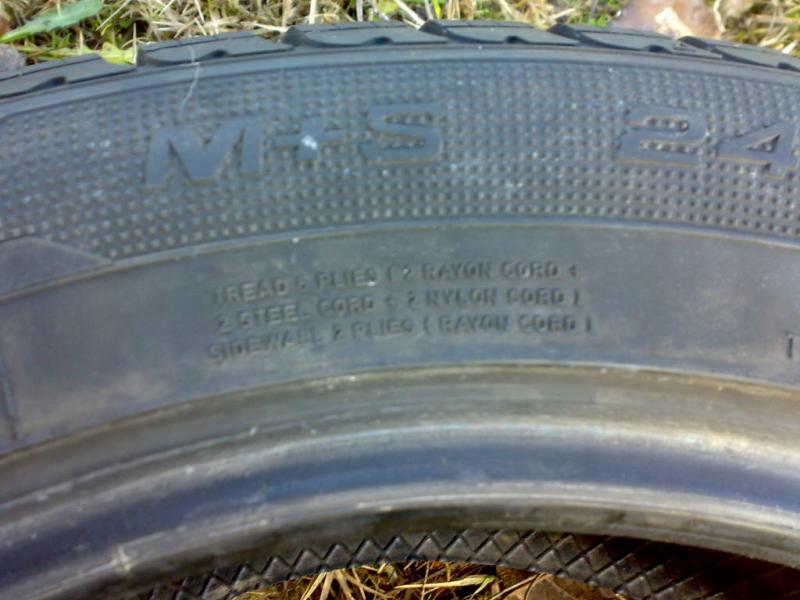 M+S 24
TREAD 6 PLIES ( 2 RAYON CORD +
2 STEEL CORD + 2 NYLON CORD )
SIDEWALL 2 PLIES ( RAYON CORD )